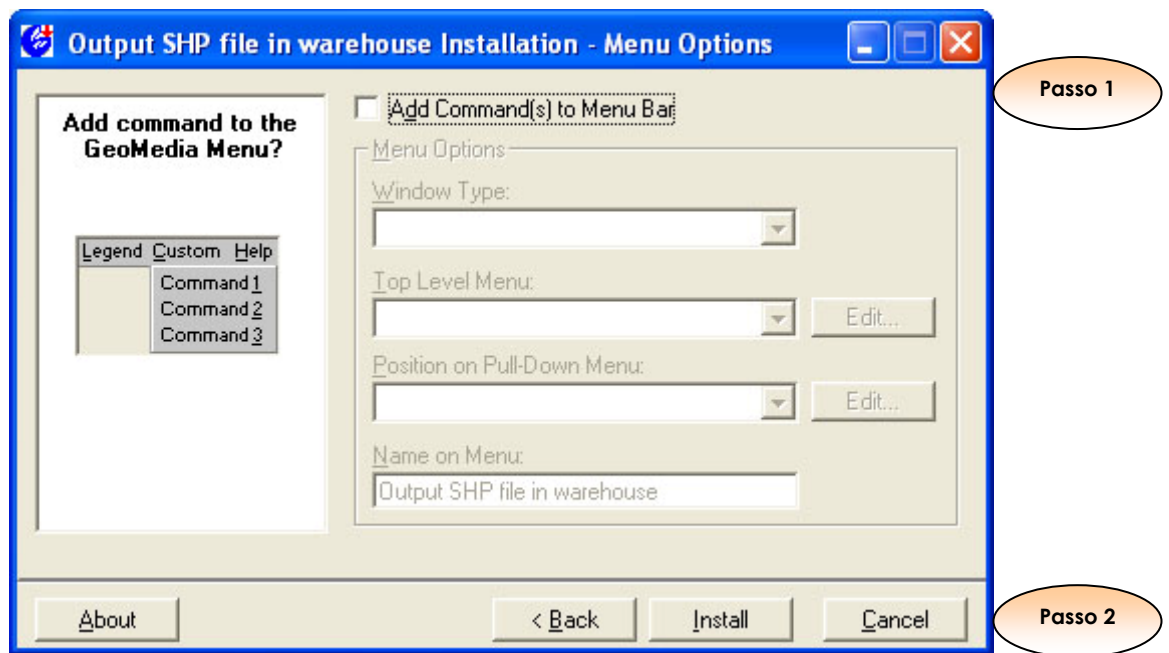 Output SHP file in warehouse Installation - Menu Options
Passo 1
Add command to the
GeoMedia Menu?
Legend Custom Help
Command 1
Command 2
Command 3
Add Command(s) to Menu Bar
Menu Options
Window Type:
Top Level Menu:
Edit...
Position on Pull-Down Menu:
Edit...
Name on Menu:
Output SHP file in warehouse
About
< Back
Install
Cancel
Passo 2